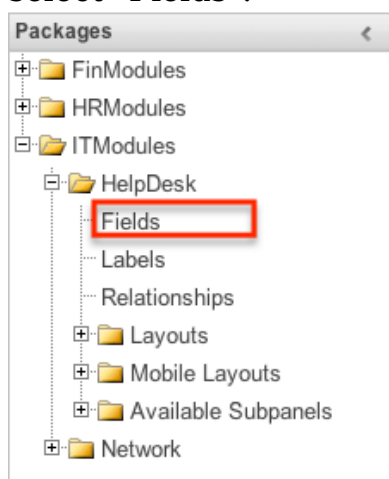 select "Fields".
Packages
FinModules
HRModules
ITModules
HelpDesk
Fields
Labels
Relationships
Layouts
Mobile Layouts
Available Subpanels
Network